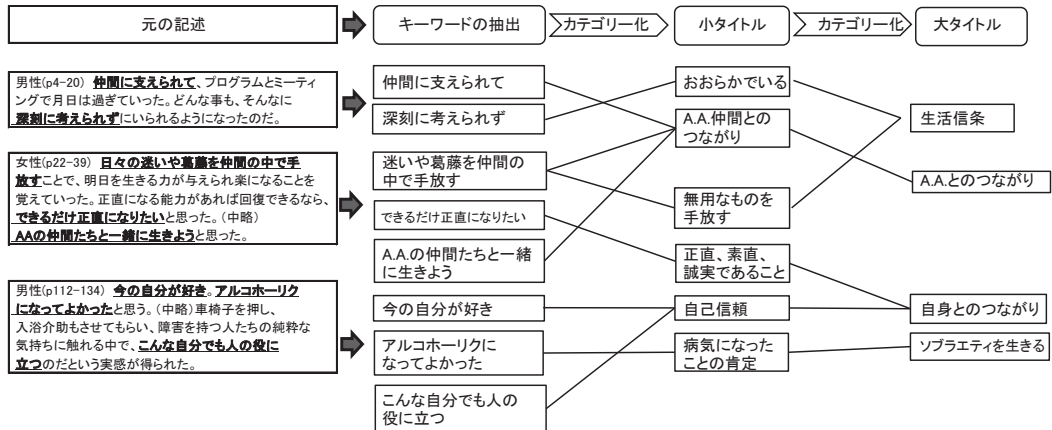 元の記述
キーワードの抽出
カテゴリー化
小タイトル
カテゴリー化
大タイトル
男性(p4-20) 仲間に支えられて、プログラムとミーティ
ングで月日は過ぎていった。どんな事も、そんなに
深刻に考えられずにいられるようになったのだ。
女性(p22-39) 日々の迷いや葛藤を仲間の中で手
放すことで、明日を生きる力が与えられ楽になることを
覚えていった。正直になる能力があれば回復できるなら、
できるだけ正直になりたいと思った。(中略)
AAの仲間たちと一緒に生きようと思った。
男性(p112-134) 今の自分が好き。アルコホーリク
になってよかったと思う。(中略)車椅子を押し、
入浴介助もさせてもらい、障害を持つ人たちの純粋な
気持ちに触れる中で、こんな自分でも人の役に
立つのだという実感が得られた。
仲間に支えられて
深刻に考えられず
迷いや葛藤を仲間の
中で手放す
できるだけ正直になりたい
A.A.の仲間たちと一緒
に生きよう
今の自分が好き
アルコホーリクに
なってよかった
こんな自分でも人の
役に立つ
おおらかでいる
A.A.仲間との
つながり
無用なものを
手放す
正直、素直、
誠実であること
自己信頼
病気になった
ことの肯定
生活信条
A.A.とのつながり
自身とのつながり
ソブラエティを生きる